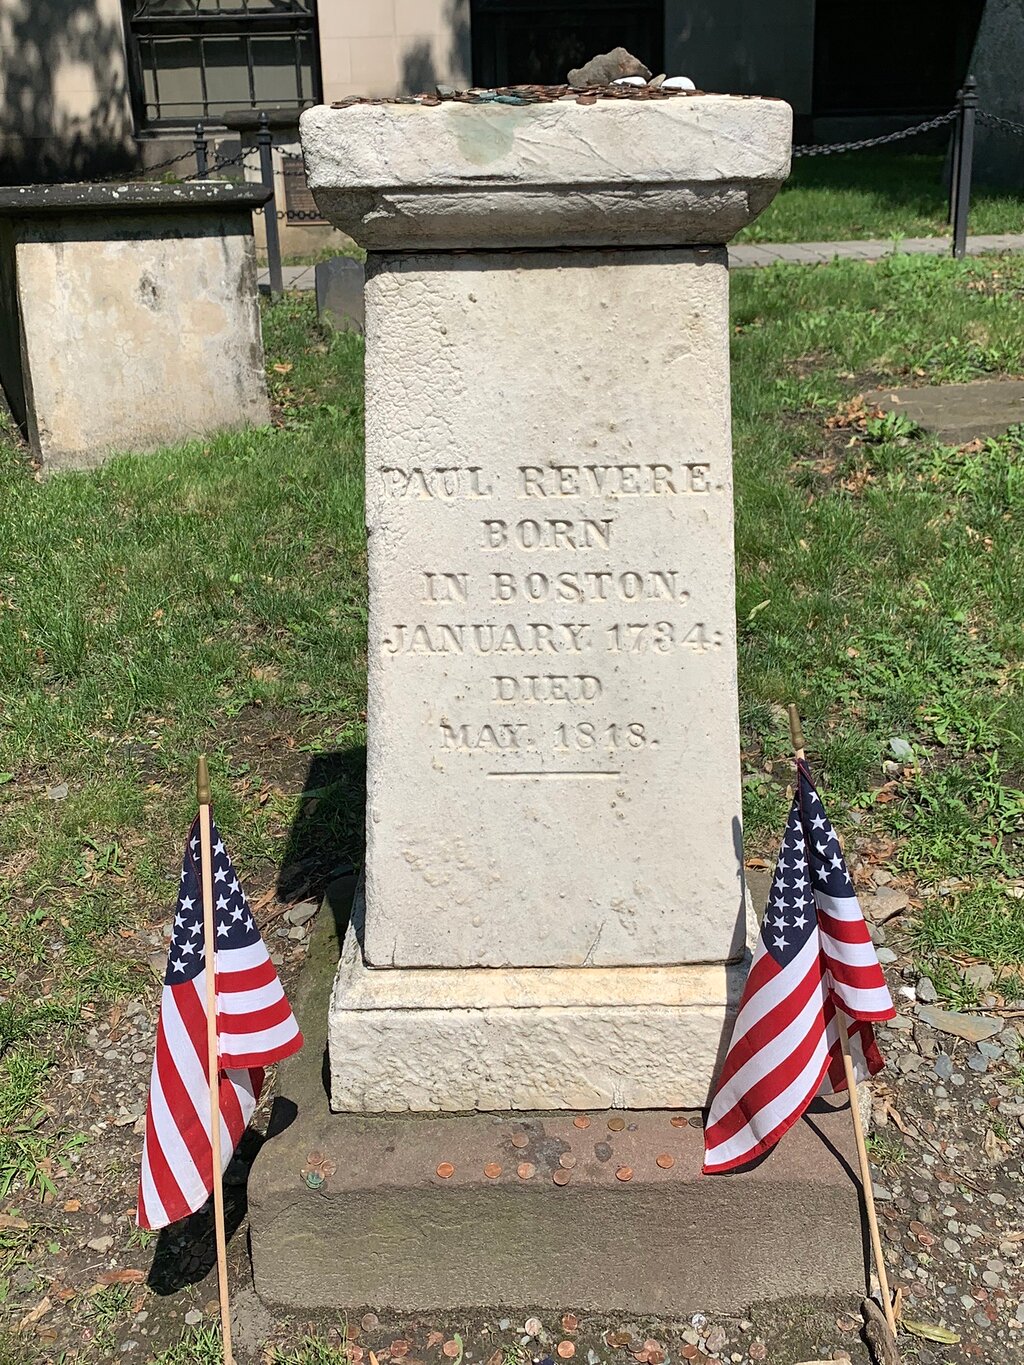 PAUL REVERE.
BORN
IN BOSTON,
JANUARY 1734:
DIED
MAY. 1818.